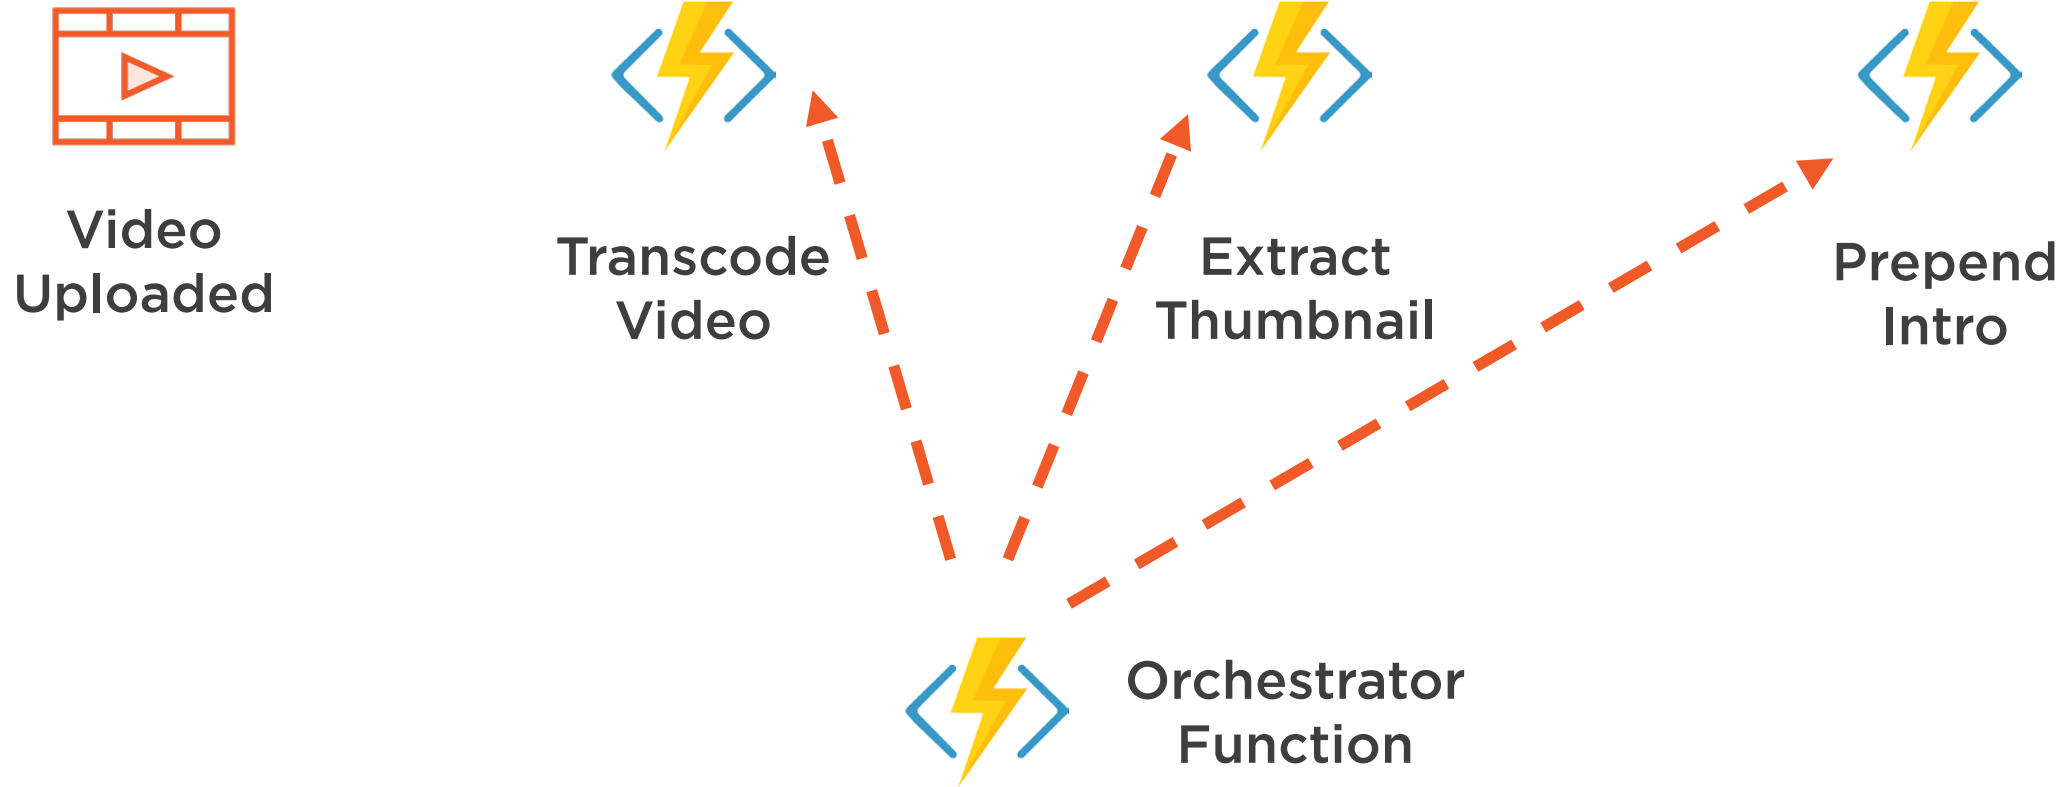 Video
Uploaded
Transcode
Video
Extract
Thumbnail
Prepend
Intro
Orchestrator
Function